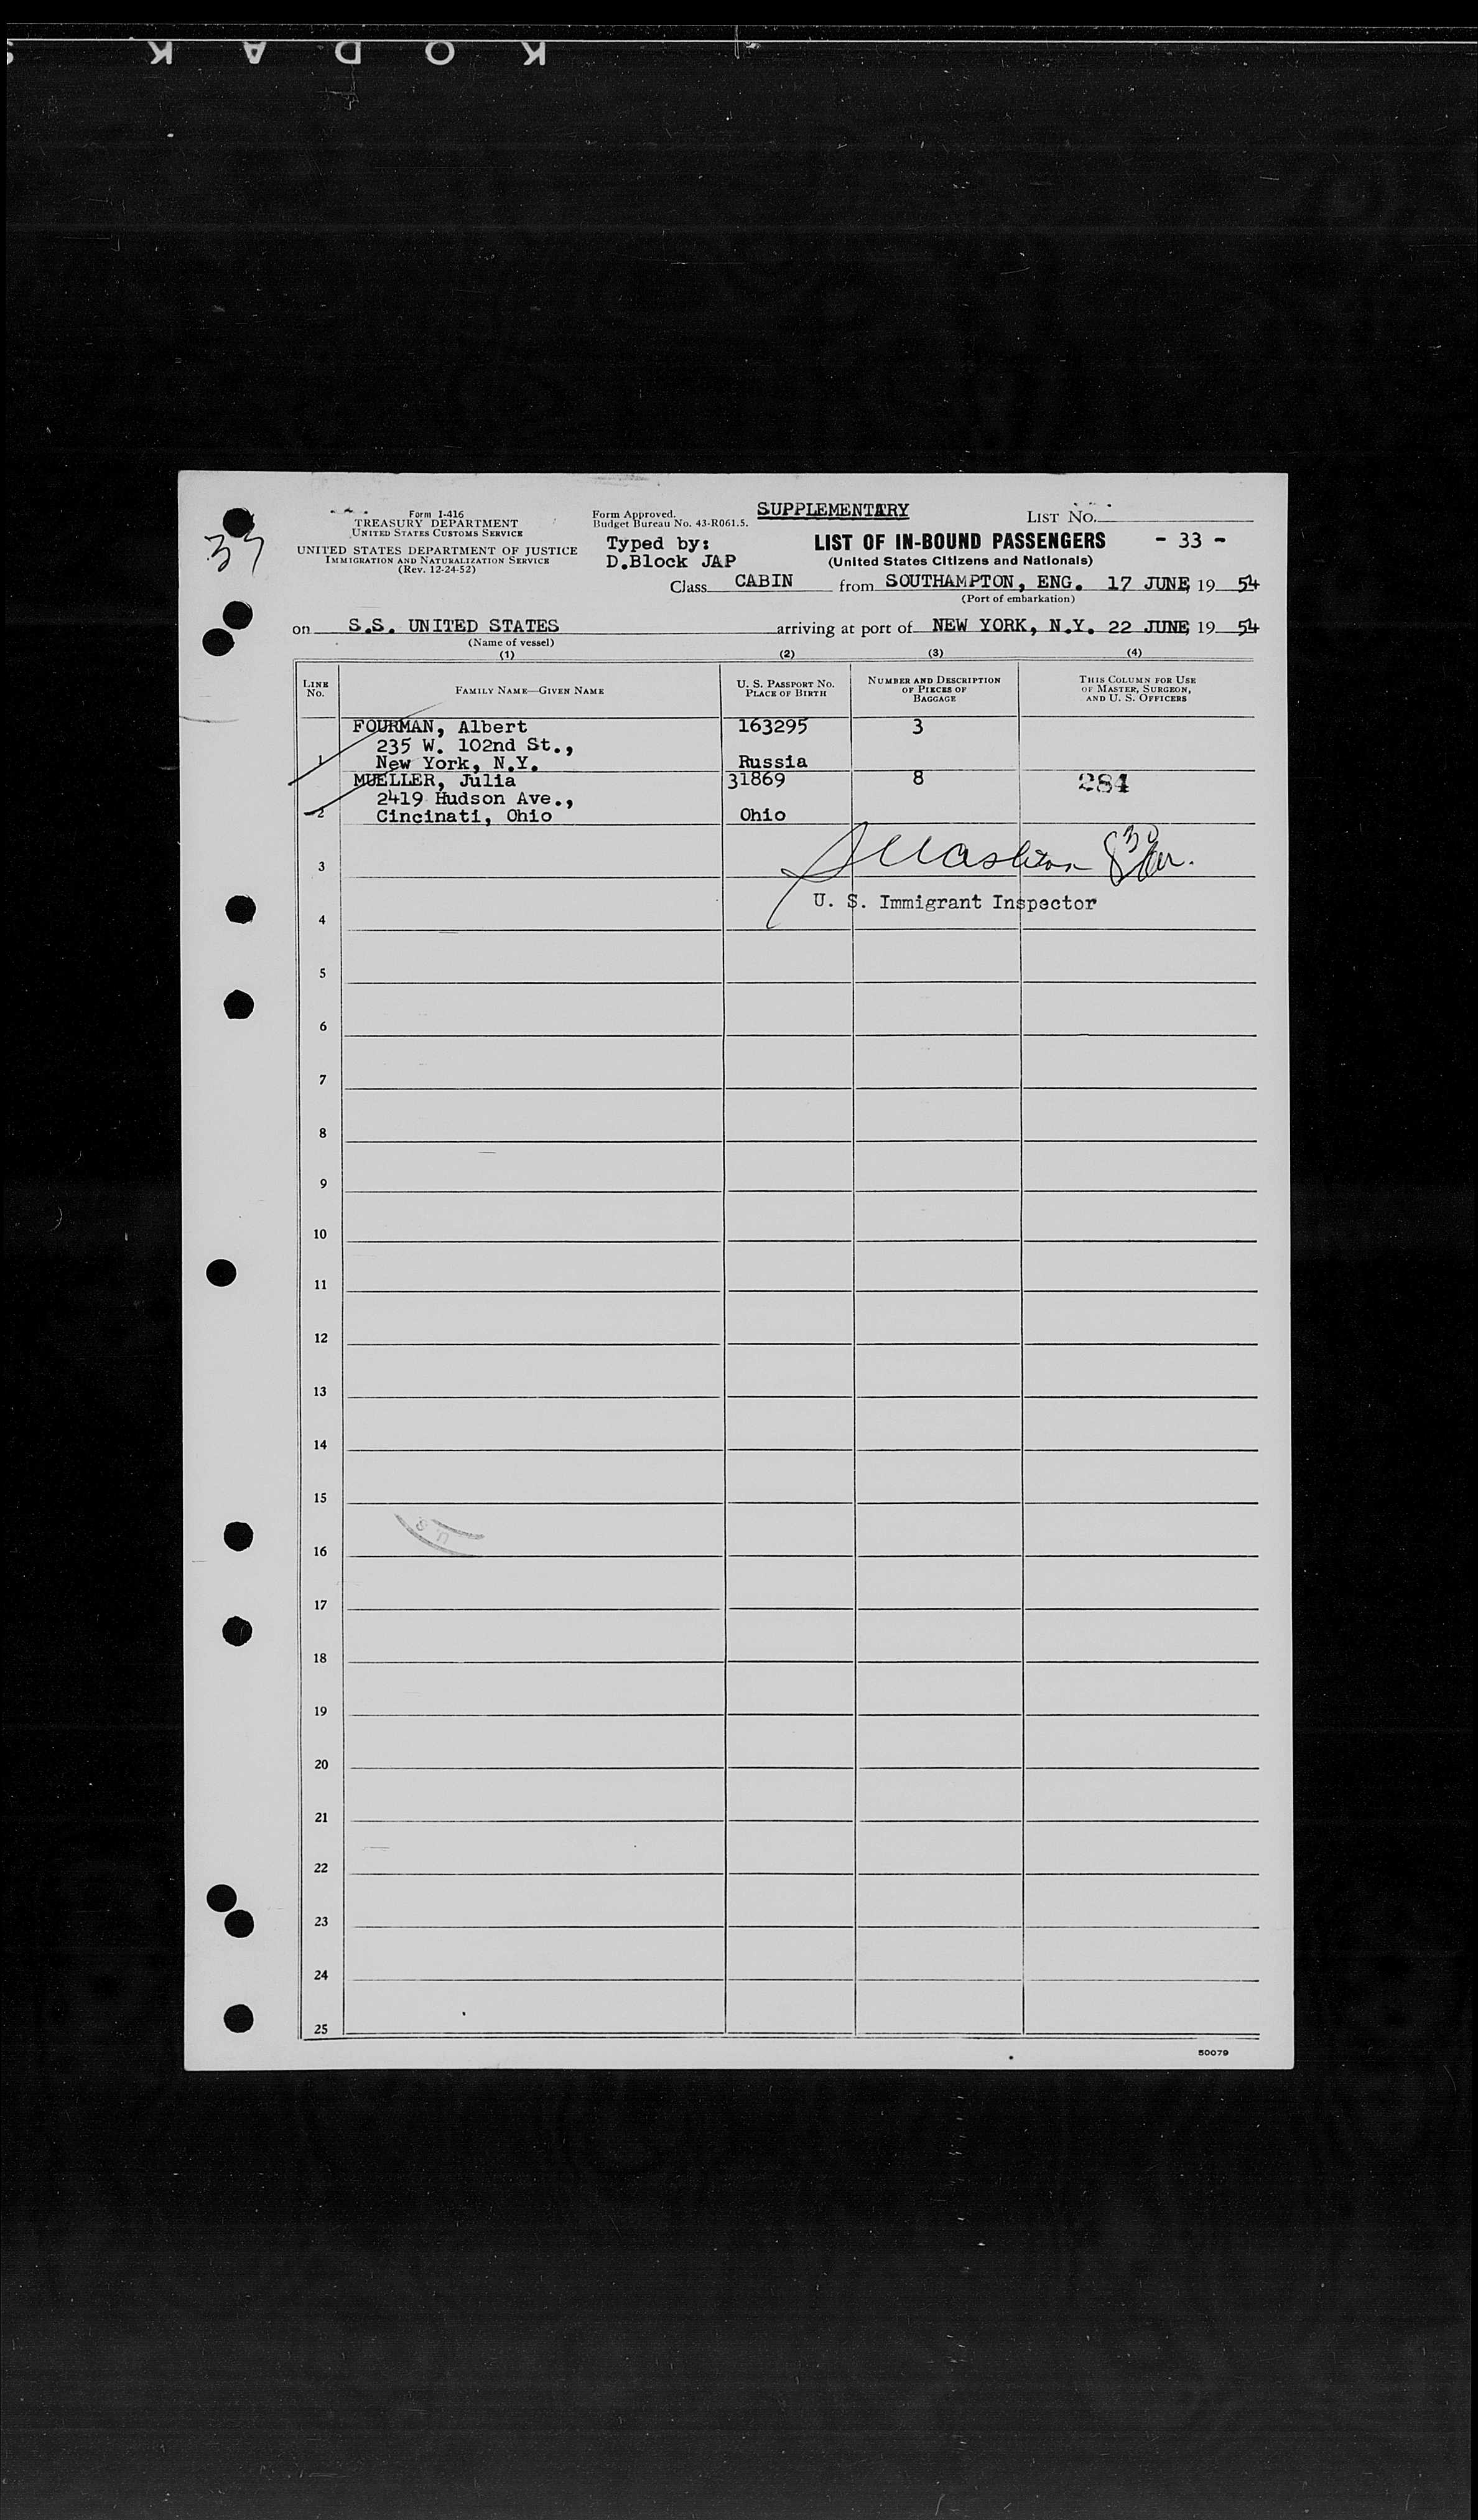 KODAK
Form I-416
TREASURY DEPARTMENT
UNITED STATES CUSTOMS SERVICE
UNITED STATES DEPARTMENT OF JUSTICE
IMMIGRATION AND NATURALIZATION SERVICE
(Rev. 12-24-52)
Form Approved.
Budget Bureau No. 43-R061.5.
Typed by:
D.Block JAP
SUPPLEMENTARY
LIST NO.
LIST OF IN-BOUND PASSENGERS - 33 -
(United States Citizens and Nationals)
Class CABIN from SOUTHAMPTON, ENG. 17 JUNE, 19 54
(Port of embarkation)
on S.S. UNITED STATES arriving at port of NEW YORK, N.Y. 22 JUNE, 19 54
(Name of vessel)
(1) (2) (3) (4)
LINE No. FAMILY NAME—GIVEN NAME U. S. PASSPORT NO. PLACE OF BIRTH NUMBER AND DESCRIPTION OF PIECES OF BAGGAGE THIS COLUMN FOR USE OF MASTER, SURGEON, AND U. S. OFFICERS
FOURMAN, Albert 163295 3
235 W. 102nd St.,
1 New York, N.Y. Russia
MUELLER, Julia 31869 8 284
2419 Hudson Ave.,
2 Cincinati, Ohio Ohio
3
U. S. Immigrant Inspector
4
5
6
7
8
9
10
11
12
13
14
15
U S
16
17
18
19
20
21
22
23
24
25
50079